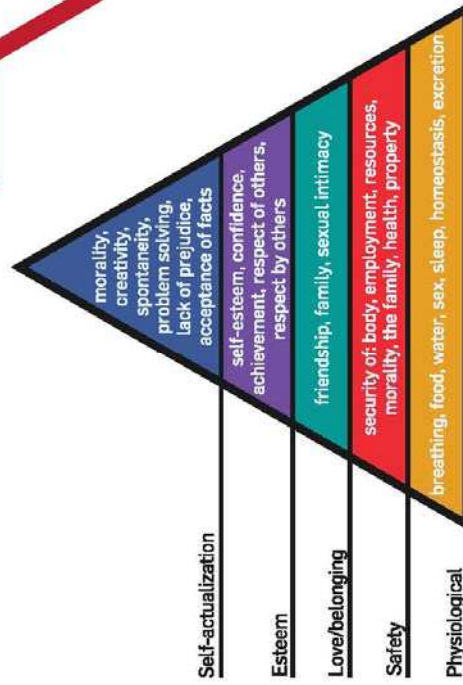 morality,
creativity,
spontaneity,
problem solving,
lack of prejudice,
acceptance of facts
Self-actualization
self-esteem, confidence,
achievement, respect of others,
respect by others
Esteem
friendship, family, sexual intimacy
Love/belonging
security of: body, employment, resources,
morality, the family, health, property
Safety
breathing, food, water, sex, sleep, homeostasis, excretion
Physiological